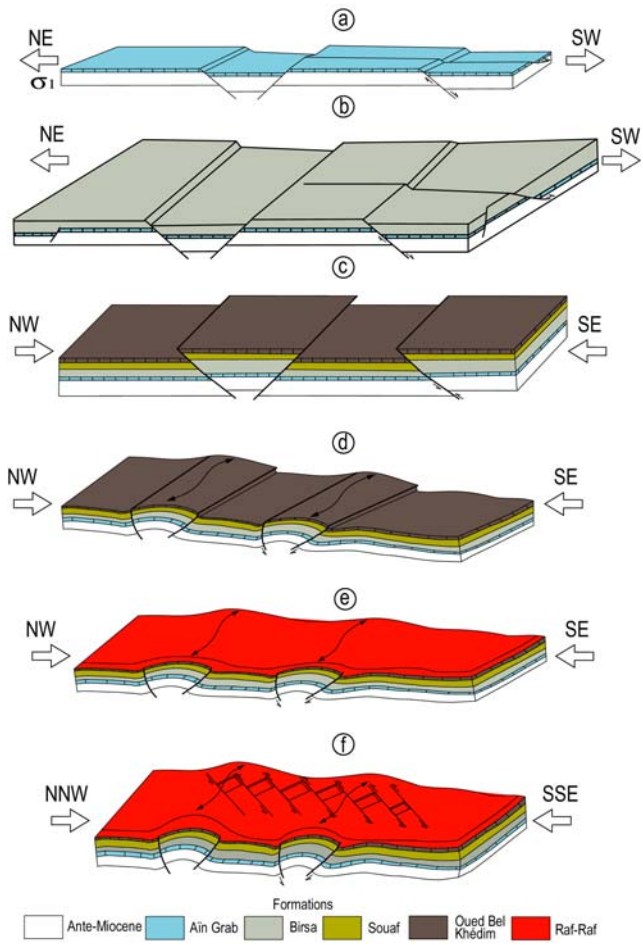 ⓐ
NE SW
σ1
ⓑ
NE SW
ⓒ
NW SE
ⓓ
NW SE
ⓔ
NW SE
ⓕ
NNW SSE
Formations
Ante-Miocene Aïn Grab Birsa Souaf Oued Bel Khédim Raf-Raf